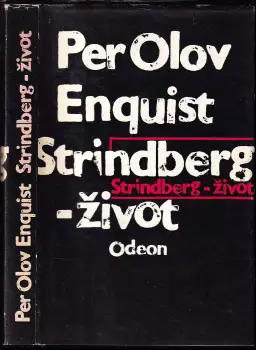 Per Olov Enquist Strindberg - život
Per Olov
Enquist
Strindberg
Strindberg - život
-život
Odeon